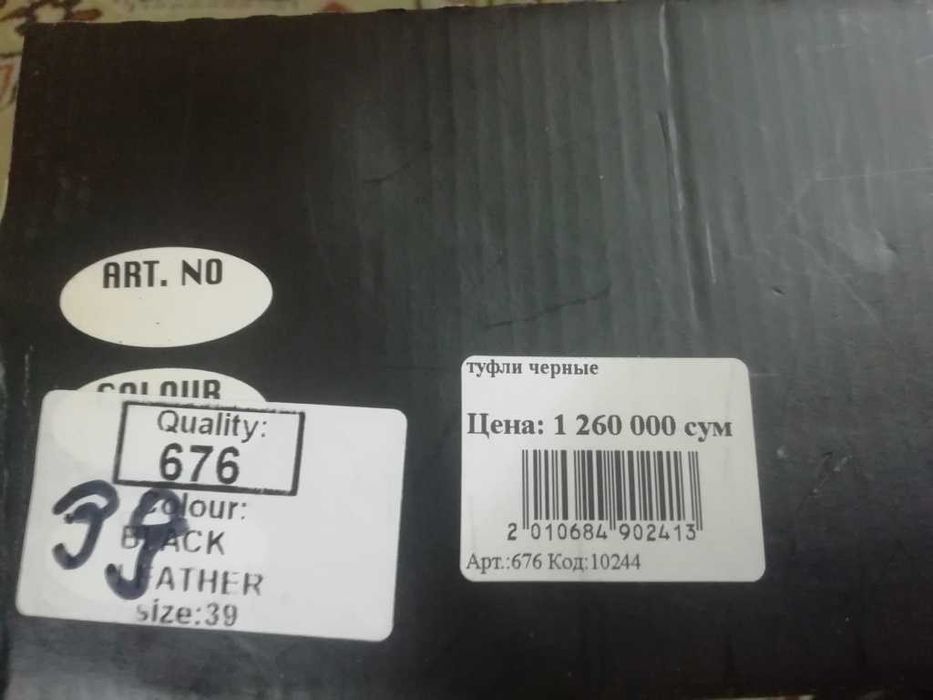 ART. NO
COLOUR
Quality:
676
Colour:
BLACK
LEATHER
size:39
39
туфли черные
Цена: 1 260 000 сум
2 010684 902413
Арт.:676 Код:10244